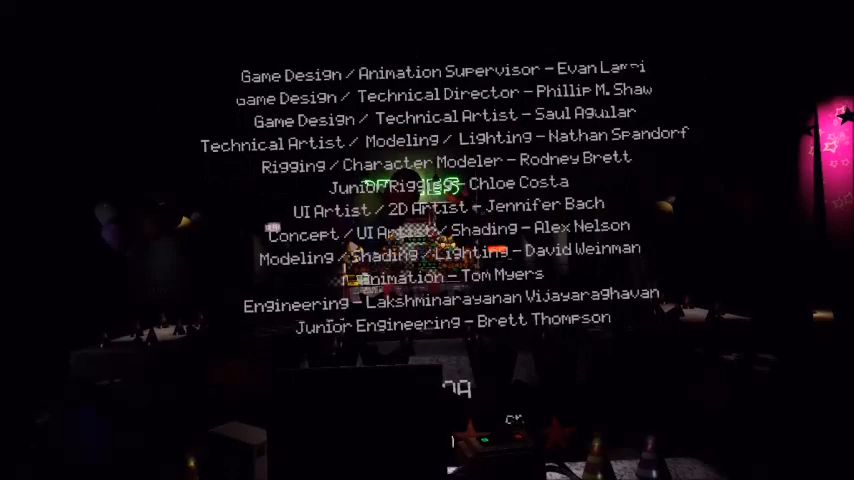 Game Design / Animation Supervisor - Evan
Game Design / Technical Director - Phillip M. Shaw
Game Design / Technical Artist - Saul Aguilar
Technical Artist / Modeling / Lighting - Nathan Spandorf
Rigging / Character Modeler - Rodney Brett
Junior Rigging - Chloe Costa
UI Artist / 2D Artist - Jennifer Bach
Concept / UI Artist / Shading - Alex Nelson
Modeling / Shading / Lighting - David Weinman
Animation - Tom Myers
Engineering - Lakshminarayanan Vijayaraghavan
Junior Engineering - Brett Thompson